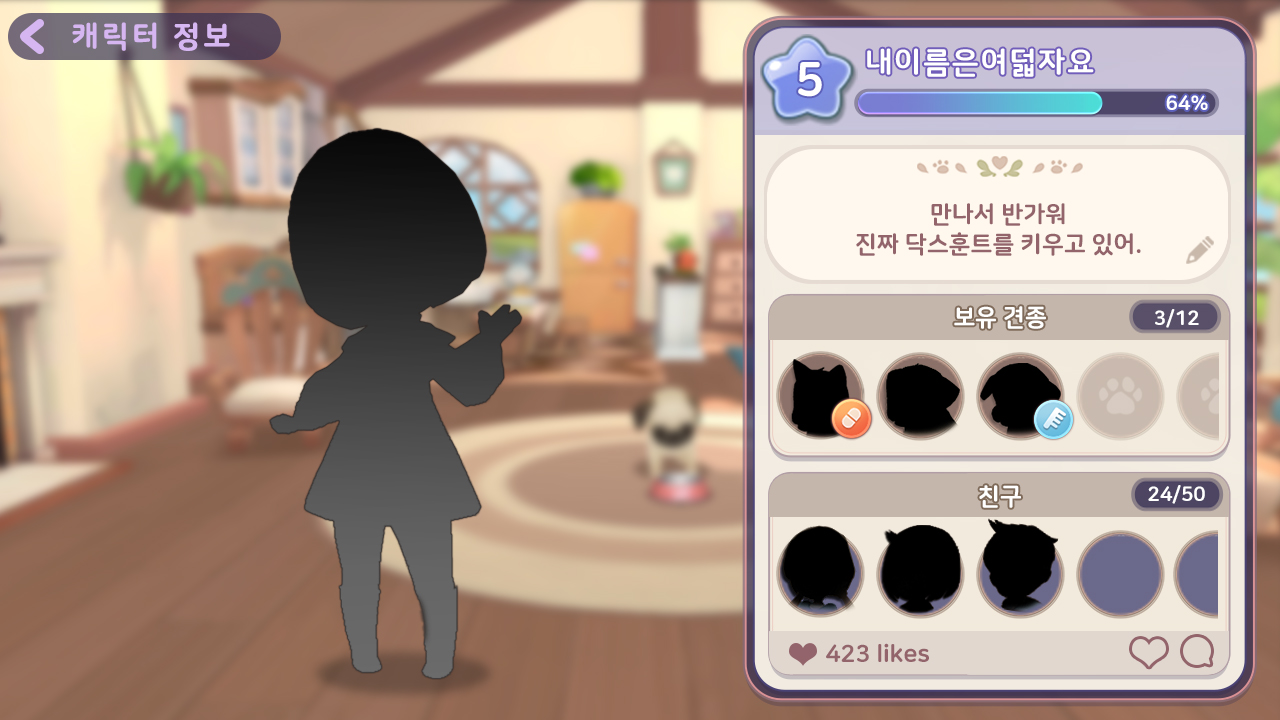 캐릭터 정보
5
내이름은여덟자요
64%
만나서 반가워
진짜 닥스훈트를 키우고 있어.
보유 견종
3/12
친구
24/50
423 likes